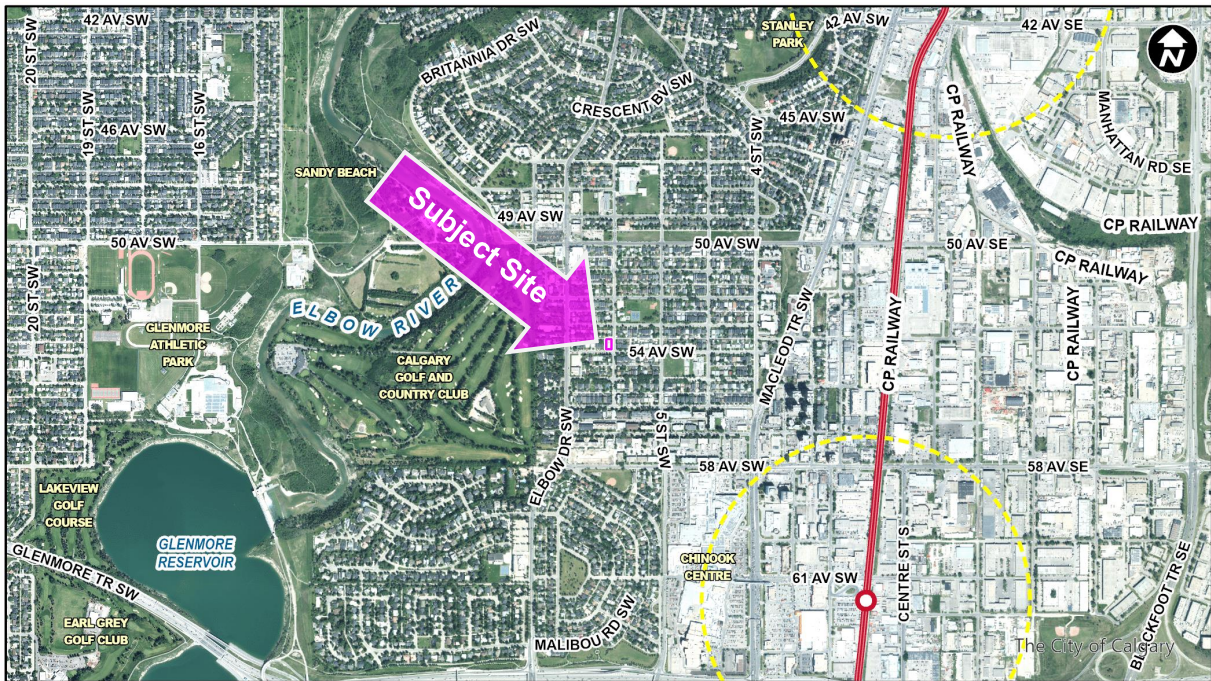 42 AV SW
42 AV SE
STANLEY
PARK
N
20 ST SW
19 ST SW
16 ST SW
46 AV SW
BRITANNIA DR SW
CRESCENT BV SW
45 AV SW
4 ST SW
CP RAILWAY
MANHATTAN RD SE
SANDY BEACH
Subject Site
49 AV SW
50 AV SW
50 AV SW
50 AV SE
CP RAILWAY
CP RAILWAY
20 ST SW
ELBOW RIVER
GLENMORE
ATHLETIC
PARK
CALGARY
GOLF AND
COUNTRY CLUB
54 AV SW
MACLEOD TR SW
CP RAILWAY
CP RAILWAY
ELBOW DR SW
5 ST SW
58 AV SW
58 AV SE
LAKEVIEW
GOLF
COURSE
GLENMORE
RESERVOIR
GLENMORE TR SW
CHINOOK
CENTRE
61 AV SW
CENTRE ST S
EARL GREY
GOLF CLUB
MALIBOU RD SW
BLACKFOOT TR SE
The City of Calgary